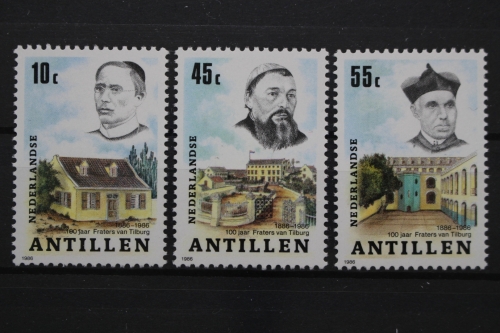 10c
NEDERLANDSE
1886-1986
100 jaar Fraters van Tilburg
ANTILLEN
1986
45c
NEDERLANDSE
1886-1986
100 jaar Fraters van Tilburg
ANTILLEN
1986
55c
NEDERLANDSE
1886-1986
100 jaar Fraters van Tilburg
ANTILLEN
1986